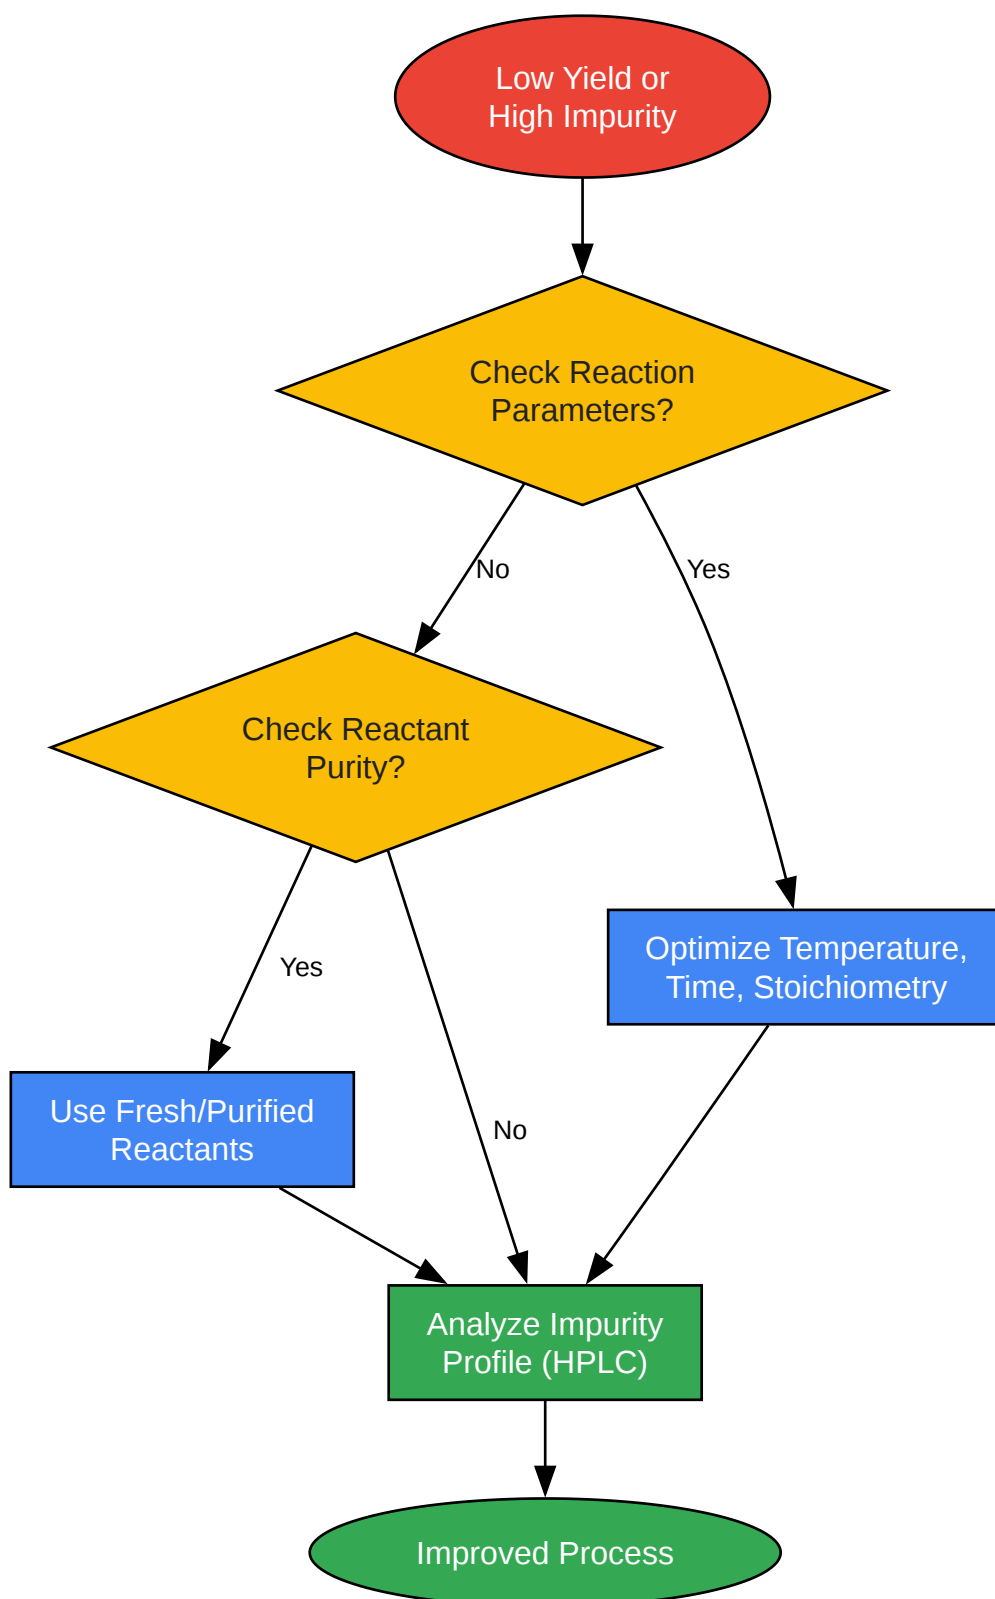 Low Yield or
High Impurity
Check Reaction
Parameters?
No
Yes
Check Reactant
Purity?
Optimize Temperature,
Time, Stoichiometry
Yes
Use Fresh/Purified
Reactants
No
Analyze Impurity
Profile (HPLC)
Improved Process